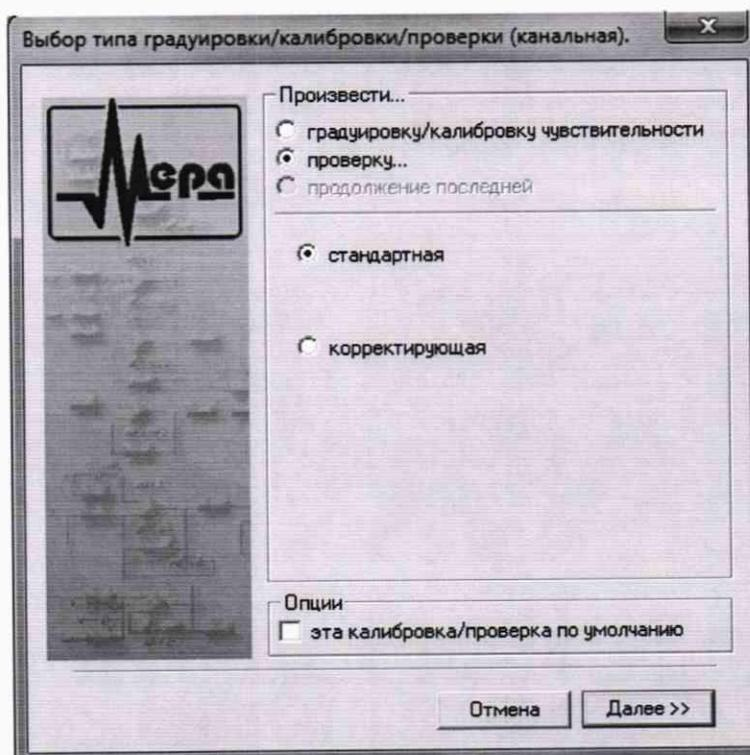 Выбор типа градуировки/калибровки/проверки (канальная).
Мера
Произвести...
градуировку/калибровку чувствительности
проверку...
продолжение последней
стандартная
корректирующая
Опции
эта калибровка/проверка по умолчанию
Отмена
Далее >>